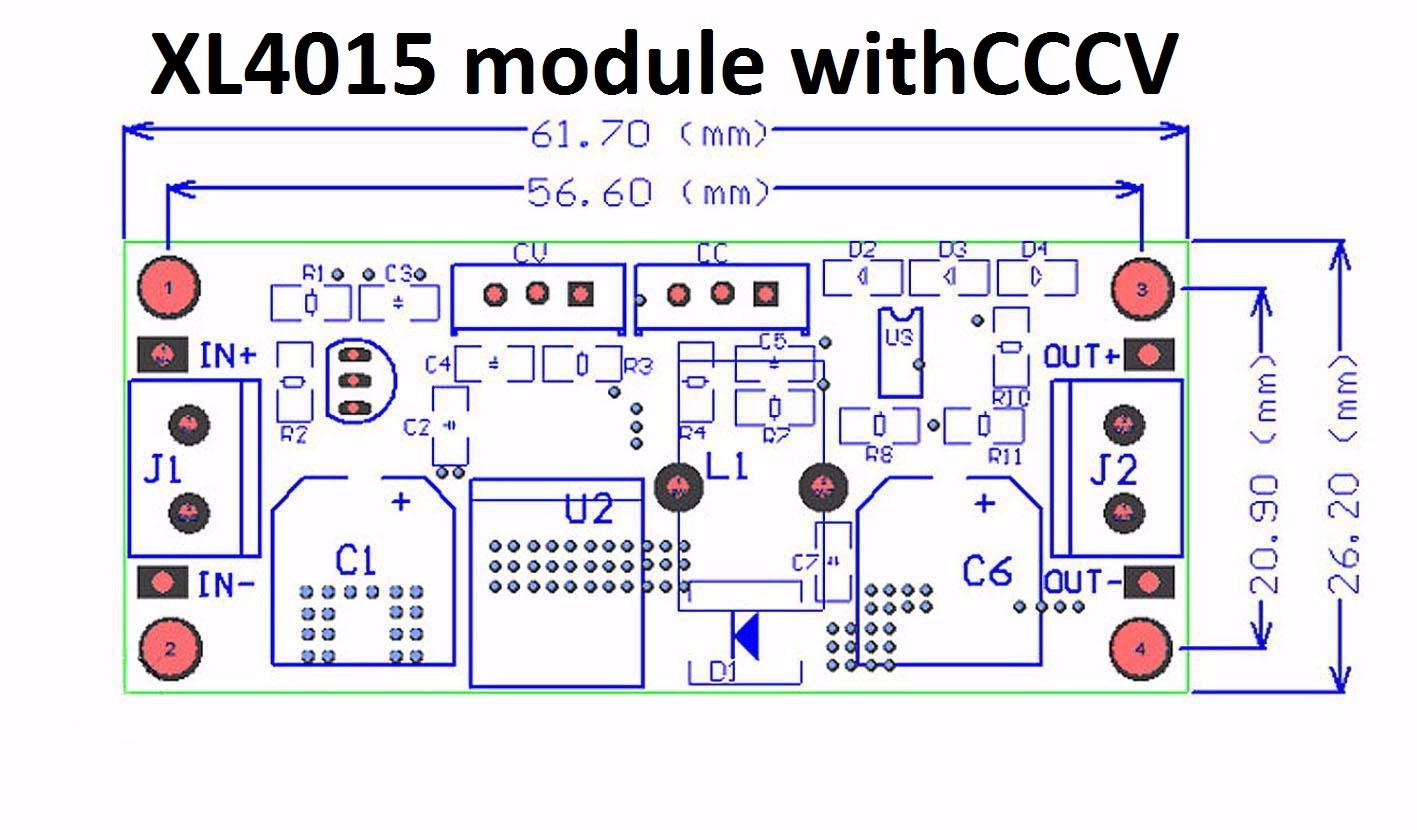 XL4015 module withCCCV
61.70 (mm)
56.60 (mm)
CV
CC
D2
D3
D4
R1
C3
1
3
IN+
C4
R3
C5
U3
OUT+
R2
C2
R4
R7
R8
R10
R11
J1
L1
J2
20.90 (mm)
26.20 (mm)
+
U2
+
C1
C7
C6
IN-
OUT-
2
D1
4